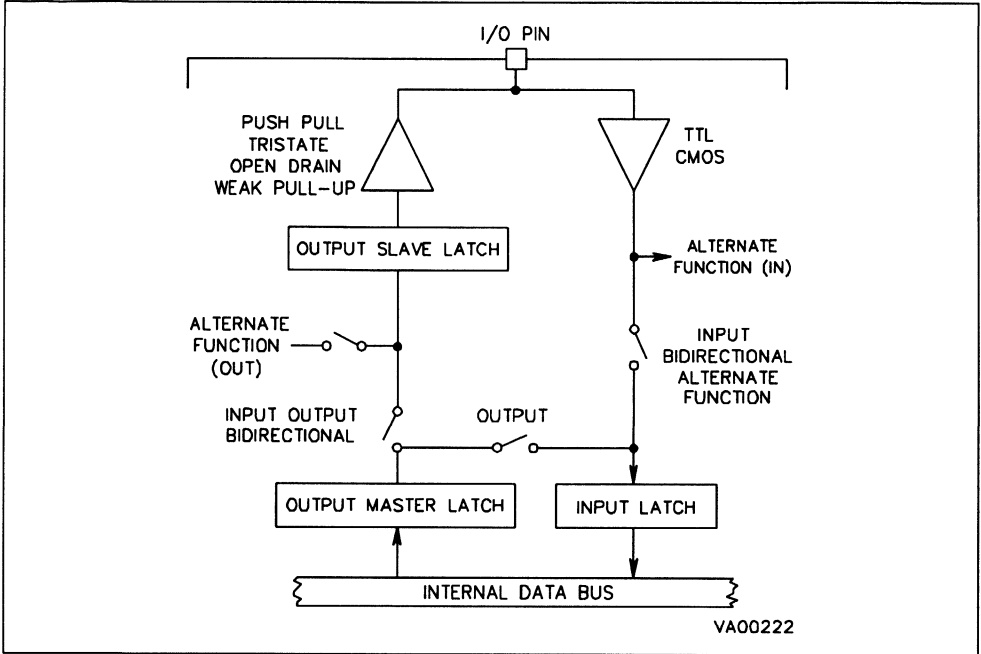 I/O PIN
PUSH PULL
TRISTATE
OPEN DRAIN
WEAK PULL-UP
TTL
CMOS
OUTPUT SLAVE LATCH
ALTERNATE
FUNCTION (IN)
ALTERNATE
FUNCTION
(OUT)
INPUT
BIDIRECTIONAL
ALTERNATE
FUNCTION
INPUT OUTPUT
BIDIRECTIONAL
OUTPUT
OUTPUT MASTER LATCH
INPUT LATCH
INTERNAL DATA BUS
VA00222